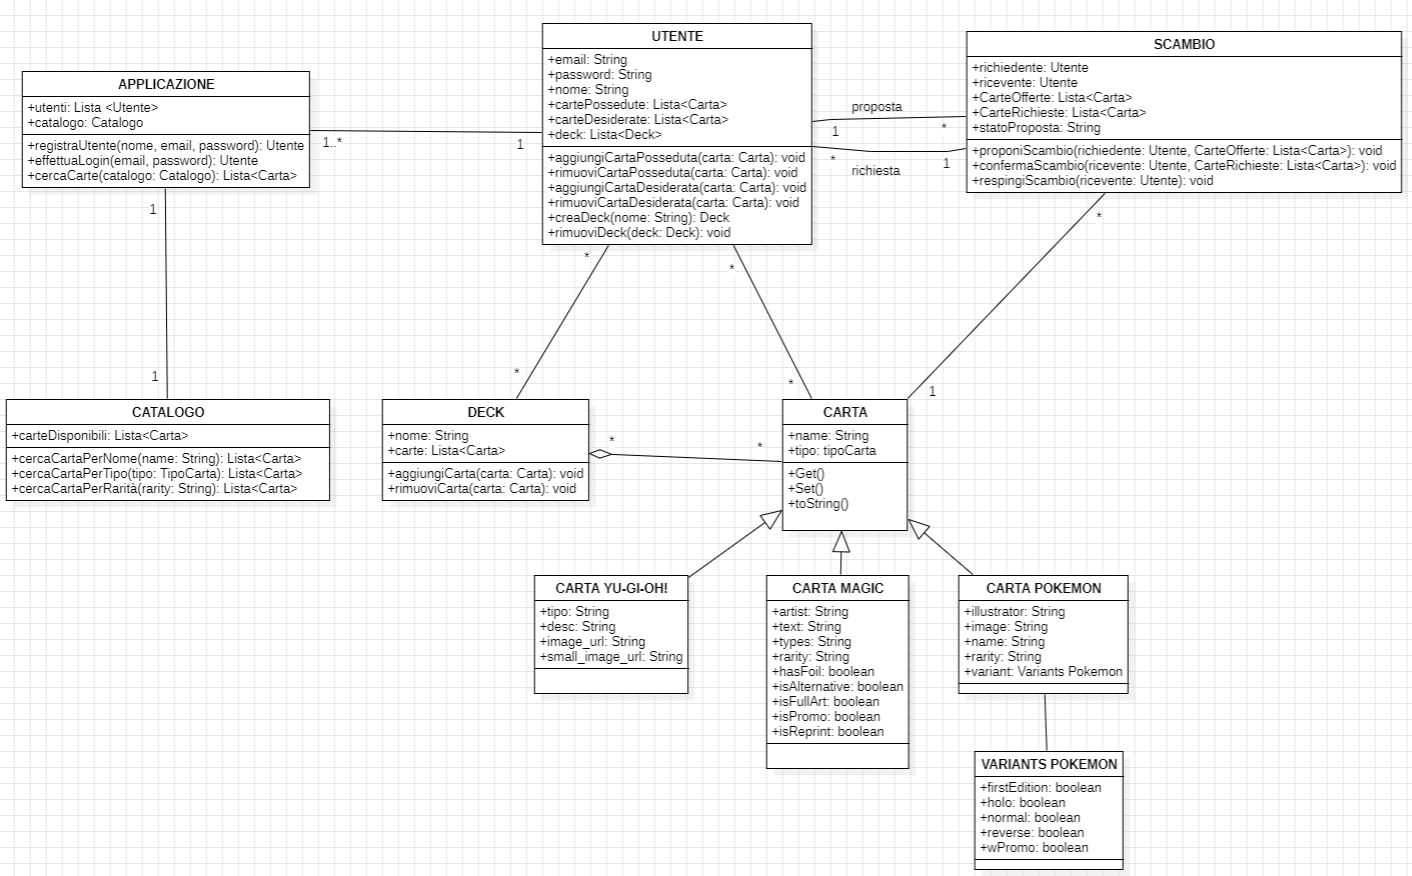 UTENTE
+email: String
+password: String
+nome: String
+cartePossedute: Lista<Carta>
+carteDesiderate: Lista<Carta>
+deck: Lista<Deck>
+aggiungiCartaPosseduta(carta: Carta): void
+rimuoviCartaPosseduta(carta: Carta): void
+aggiungiCartaDesiderata(carta: Carta): void
+rimuoviCartaDesiderata(carta: Carta): void
+creaDeck(nome: String): Deck
+rimuoviDeck(deck: Deck): void
SCAMBIO
+richiedente: Utente
+ricevente: Utente
+CarteOfferte: Lista<Carta>
+CarteRichieste: Lista<Carta>
+statoProposta: String
+proponiScambio(richiedente: Utente, CarteOfferte: Lista<Carta>): void
+confermaScambio(ricevente: Utente, CarteRichieste: Lista<Carta>): void
+respingiScambio(ricevente: Utente): void
APPLICAZIONE
+utenti: Lista <Utente>
+catalogo: Catalogo
+registraUtente(nome, email, password): Utente
+effettuaLogin(email, password): Utente
+cercaCarte(catalogo: Catalogo): Lista<Carta>
1..*
1
proposta
1
*
*
1
richiesta
1
1
*
*
*
*
*
1
CATALOGO
+carteDisponibili: Lista<Carta>
+cercaCartaPerNome(name: String): Lista<Carta>
+cercaCartaPerTipo(tipo: TipoCarta): Lista<Carta>
+cercaCartaPerRarità(rarity: String): Lista<Carta>
DECK
+nome: String
+carte: Lista<Carta>
+aggiungiCarta(carta: Carta): void
+rimuoviCarta(carta: Carta): void
*
*
CARTA
+name: String
+tipo: tipoCarta
+Get()
+Set()
+toString()
CARTA YU-GI-OH!
+tipo: String
+desc: String
+image_url: String
+small_image_url: String
CARTA MAGIC
+artist: String
+text: String
+types: String
+rarity: String
+hasFoil: boolean
+isAlternative: boolean
+isFullArt: boolean
+isPromo: boolean
+isReprint: boolean
CARTA POKEMON
+illustrator: String
+image: String
+name: String
+rarity: String
+variant: Variants Pokemon
VARIANTS POKEMON
+firstEdition: boolean
+holo: boolean
+normal: boolean
+reverse: boolean
+wPromo: boolean